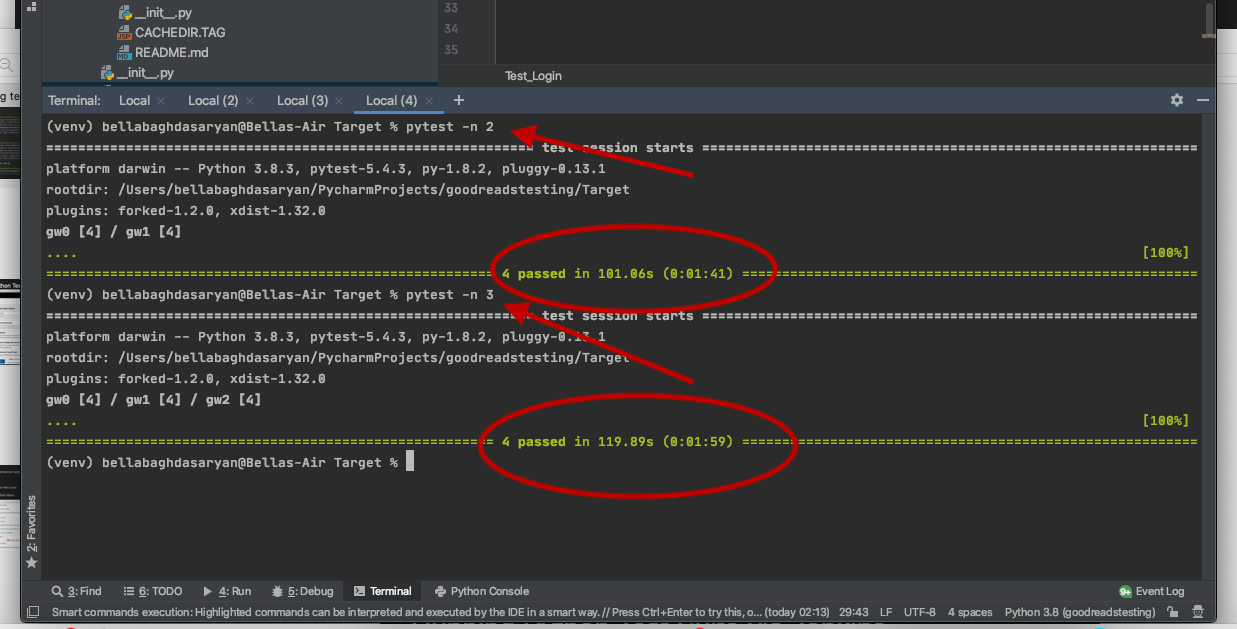 __init__.py
CACHEDIR.TAG
README.md
__init__.py
33
34
35
Test_Login
Terminal: Local × Local (2) × Local (3) × Local (4) × +
(venv) bellabaghdasaryan@Bellas-Air Target % pytest -n 2
============================================================= test session starts ==============================================================
platform darwin -- Python 3.8.3, pytest-5.4.3, py-1.8.2, pluggy-0.13.1
rootdir: /Users/bellabaghdasaryan/PycharmProjects/goodreadstesting/Target
plugins: forked-1.2.0, xdist-1.32.0
gw0 [4] / gw1 [4]
.... [100%]
======================================================== 4 passed in 101.06s (0:01:41) =========================================================
(venv) bellabaghdasaryan@Bellas-Air Target % pytest -n 3
============================================================= test session starts ==============================================================
platform darwin -- Python 3.8.3, pytest-5.4.3, py-1.8.2, pluggy-0.13.1
rootdir: /Users/bellabaghdasaryan/PycharmProjects/goodreadstesting/Target
plugins: forked-1.2.0, xdist-1.32.0
gw0 [4] / gw1 [4] / gw2 [4]
.... [100%]
======================================================== 4 passed in 119.89s (0:01:59) =========================================================
(venv) bellabaghdasaryan@Bellas-Air Target %
2: Favorites
3: Find 6: TODO 4: Run 5: Debug Terminal Python Console 9+ Event Log
Smart commands execution: Highlighted commands can be interpreted and executed by the IDE in a smart way. // Press Ctrl+Enter to try this, o... (today 02:13) 29:43 LF UTF-8 4 spaces Python 3.8 (goodreadstesting)